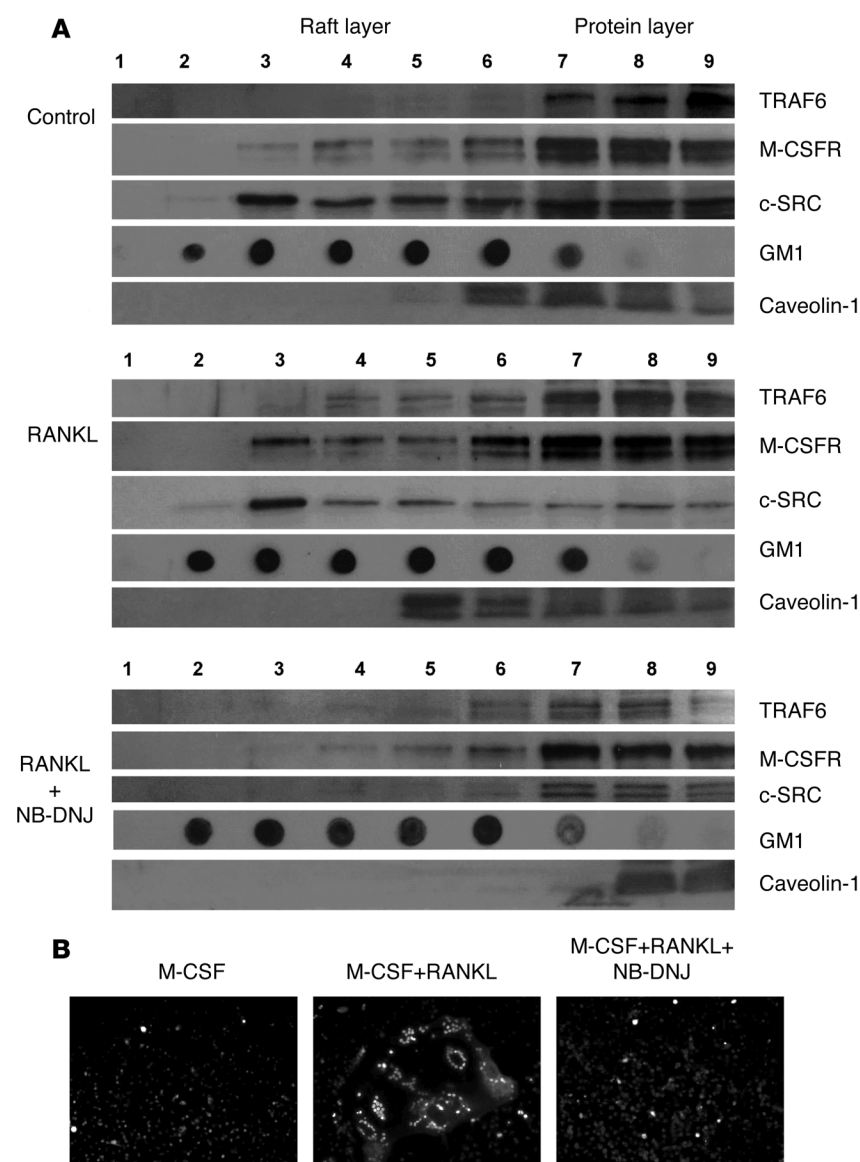 A
Raft layer Protein layer
1 2 3 4 5 6 7 8 9
Control
TRAF6
M-CSFR
c-SRC
GM1
Caveolin-1
1 2 3 4 5 6 7 8 9
RANKL
TRAF6
M-CSFR
c-SRC
GM1
Caveolin-1
1 2 3 4 5 6 7 8 9
RANKL
+
NB-DNJ
TRAF6
M-CSFR
c-SRC
GM1
Caveolin-1
B
M-CSF
M-CSF+RANKL
M-CSF+RANKL+
NB-DNJ